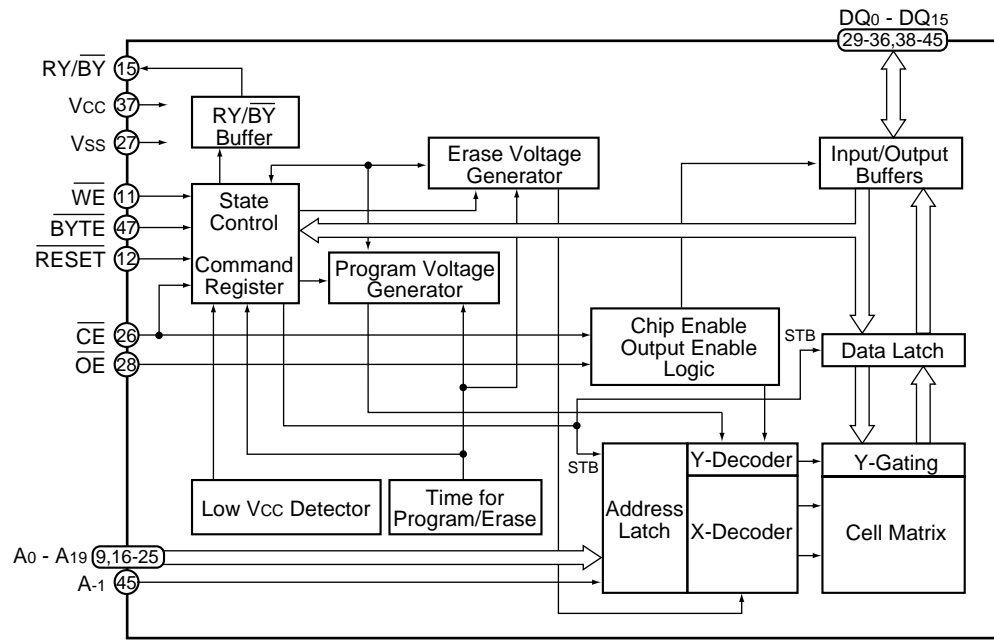 DQ0 - DQ15
29-36,38-45
RY/BY 15
VCC 37
VSS 27
WE 11
BYTE 47
RESET 12
CE 26
OE 28
RY/BY
Buffer
State
Control
Command
Register
Erase Voltage
Generator
Program Voltage
Generator
Input/Output
Buffers
Chip Enable
Output Enable
Logic
STB
Data Latch
STB
Low VCC Detector
Time for
Program/Erase
Address
Latch
Y-Decoder
X-Decoder
Y-Gating
Cell Matrix
A0 - A19 9,16-25
A-1 45